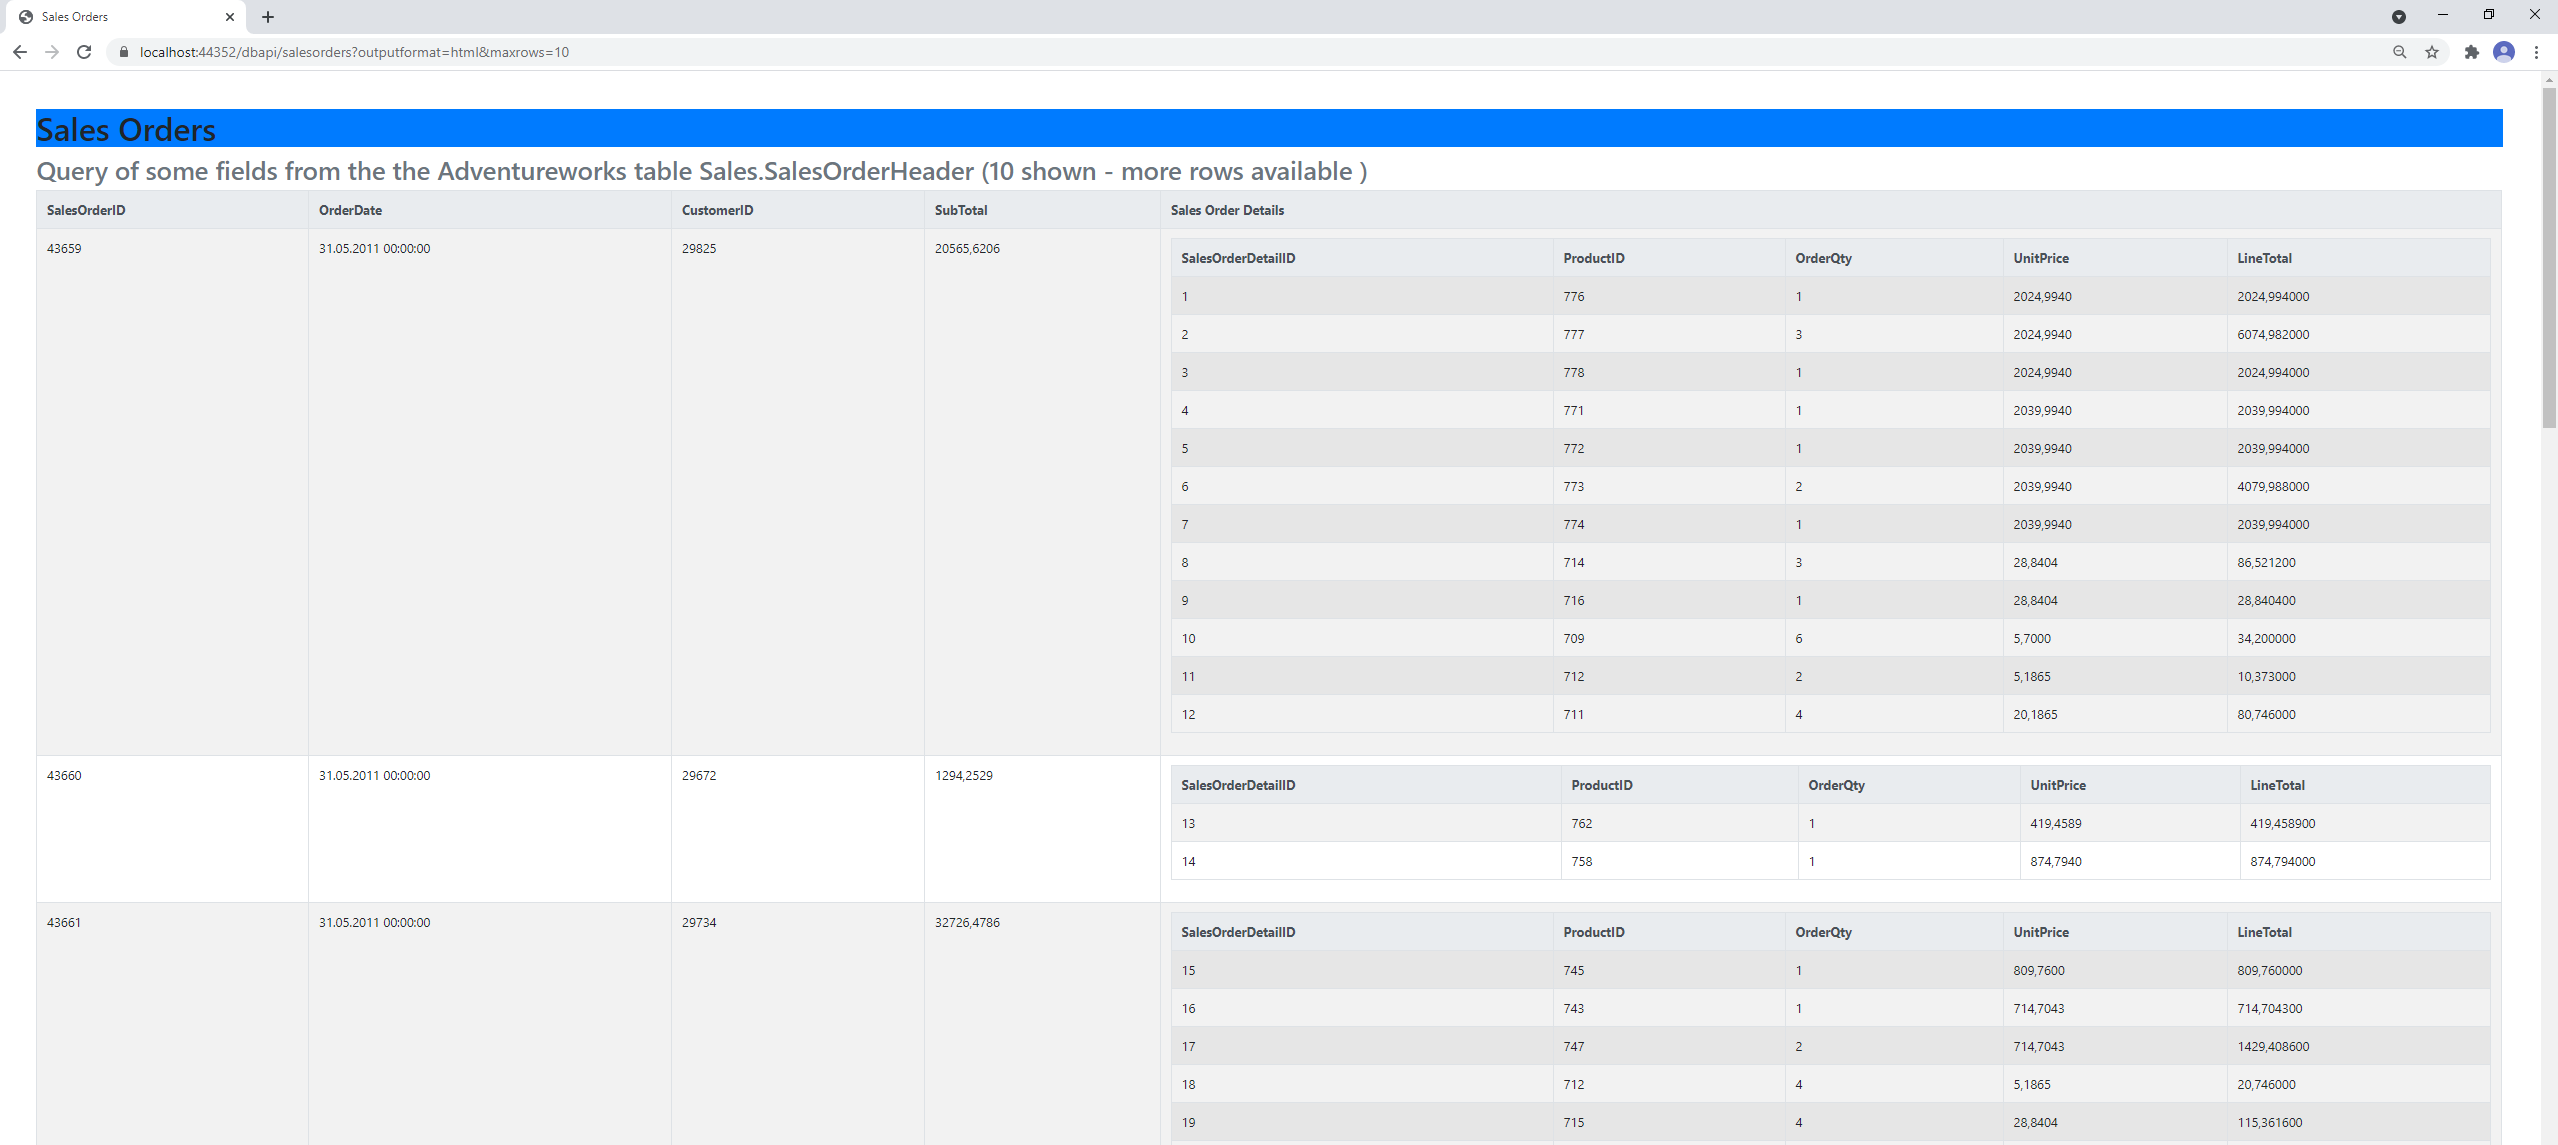 Sales Orders
localhost:44352/dbapi/salesorders?outputformat=html&maxrows=10
Sales Orders
Query of some fields from the the Adventureworks table Sales.SalesOrderHeader (10 shown - more rows available )
SalesOrderID OrderDate CustomerID SubTotal Sales Order Details
43659 31.05.2011 00:00:00 29825 20565,6206
SalesOrderDetailID ProductID OrderQty UnitPrice LineTotal
1 776 1 2024,9940 2024,994000
2 777 3 2024,9940 6074,982000
3 778 1 2024,9940 2024,994000
4 771 1 2039,9940 2039,994000
5 772 1 2039,9940 2039,994000
6 773 2 2039,9940 4079,988000
7 774 1 2039,9940 2039,994000
8 714 3 28,8404 86,521200
9 716 1 28,8404 28,840400
10 709 6 5,7000 34,200000
11 712 2 5,1865 10,373000
12 711 4 20,1865 80,746000
43660 31.05.2011 00:00:00 29672 1294,2529
SalesOrderDetailID ProductID OrderQty UnitPrice LineTotal
13 762 1 419,4589 419,458900
14 758 1 874,7940 874,794000
43661 31.05.2011 00:00:00 29734 32726,4786
SalesOrderDetailID ProductID OrderQty UnitPrice LineTotal
15 745 1 809,7600 809,760000
16 743 1 714,7043 714,704300
17 747 2 714,7043 1429,408600
18 712 4 5,1865 20,746000
19 715 4 28,8404 115,361600